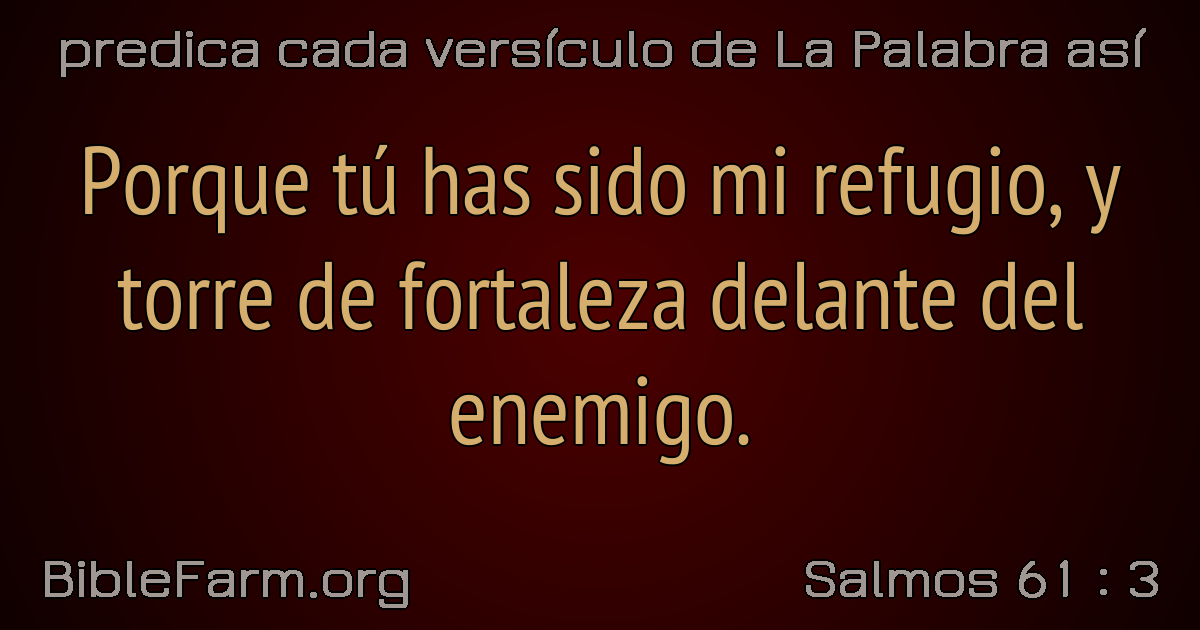 predica cada versículo de La Palabra así
Porque tú has sido mi refugio, y
torre de fortaleza delante del
enemigo.
BibleFarm.org
Salmos 61 : 3